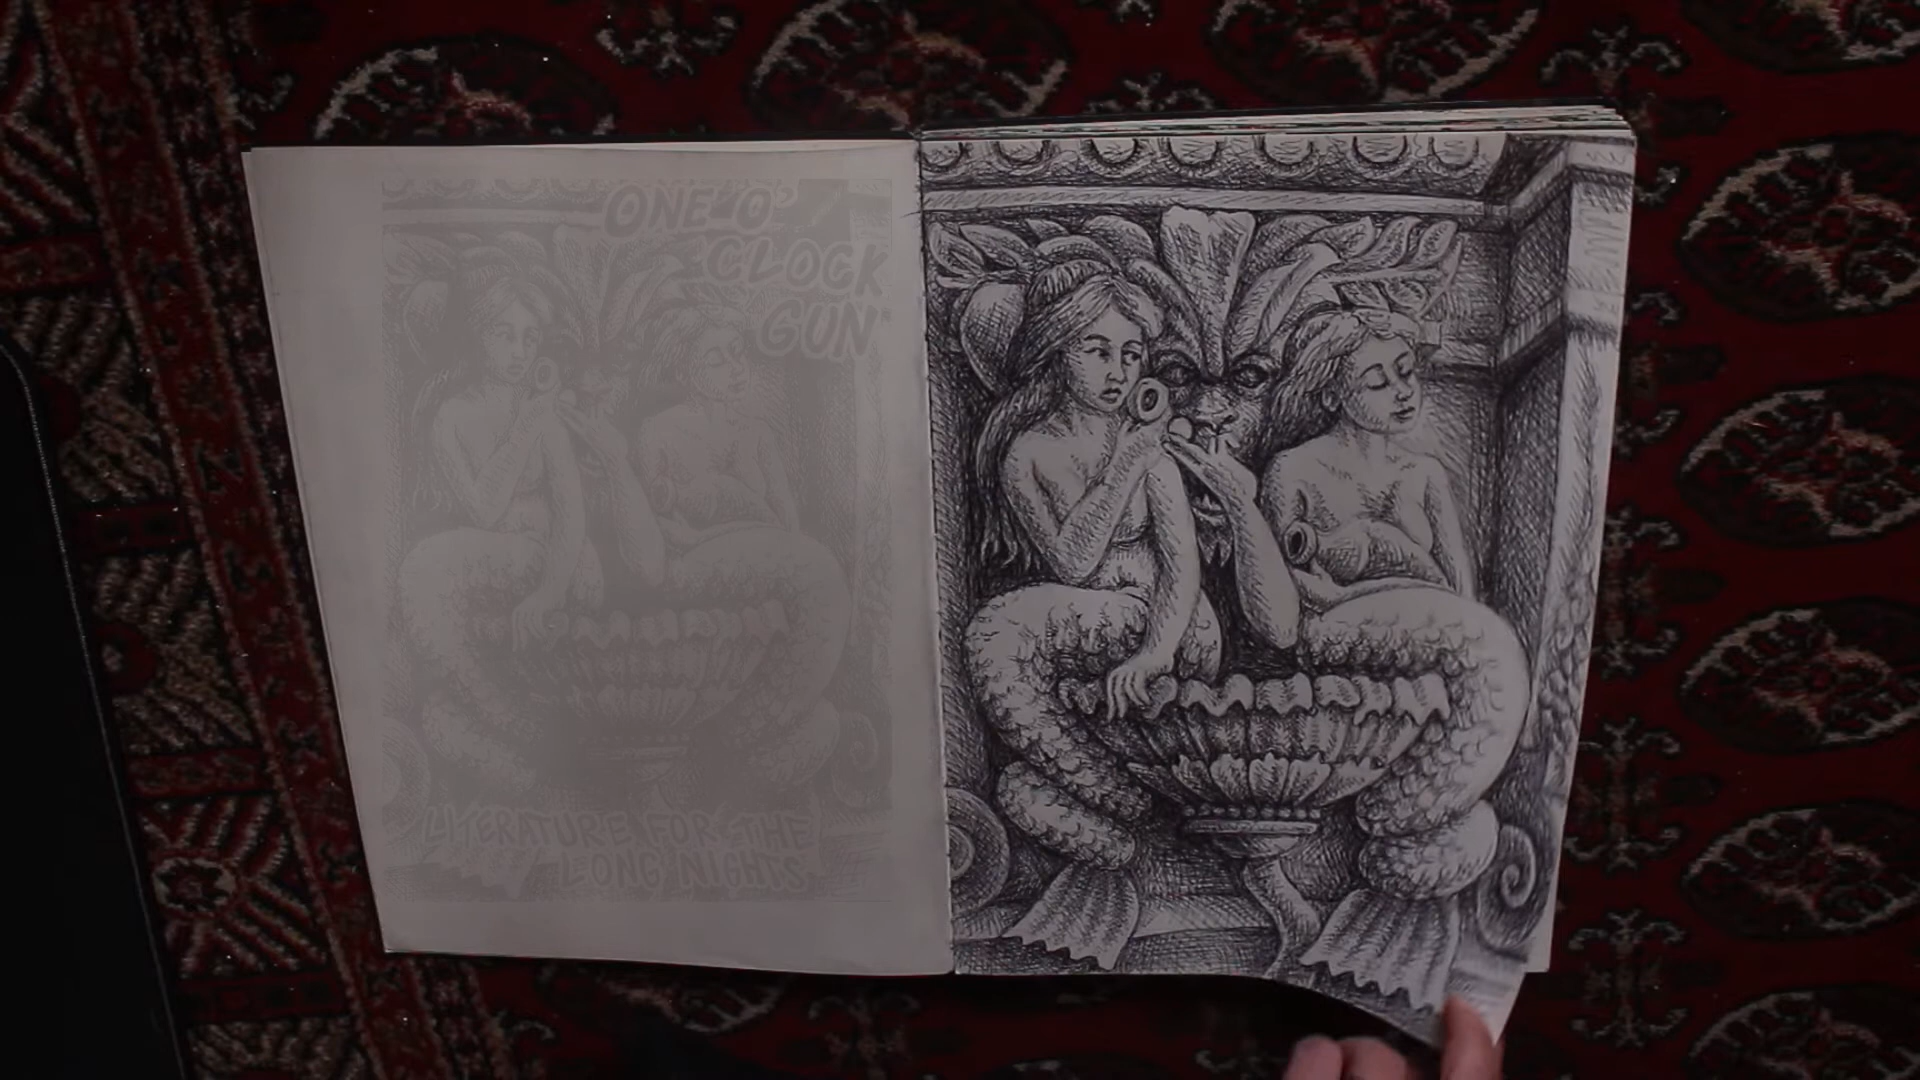 ONE 'O'
CLOCK
GUN
LITERATURE FOR THE
LONG NIGHTS